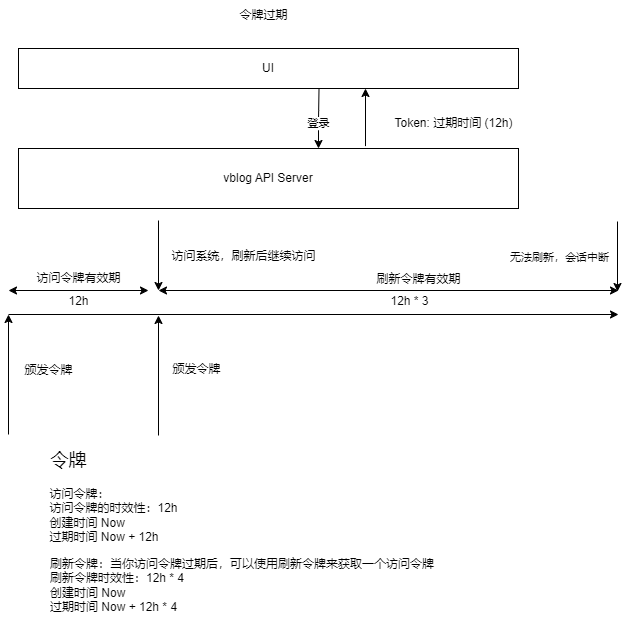 令牌过期
UI
登录
Token: 过期时间 (12h)
vblog API Server
访问系统，刷新后继续访问
无法刷新，会话中断
访问令牌有效期
刷新令牌有效期
12h
12h * 3
颁发令牌
颁发令牌
令牌
访问令牌：
访问令牌的时效性：12h
创建时间 Now
过期时间 Now + 12h
刷新令牌：当你访问令牌过期后，可以使用刷新令牌来获取一个访问令牌
刷新令牌时效性：12h * 4
创建时间 Now
过期时间 Now + 12h * 4